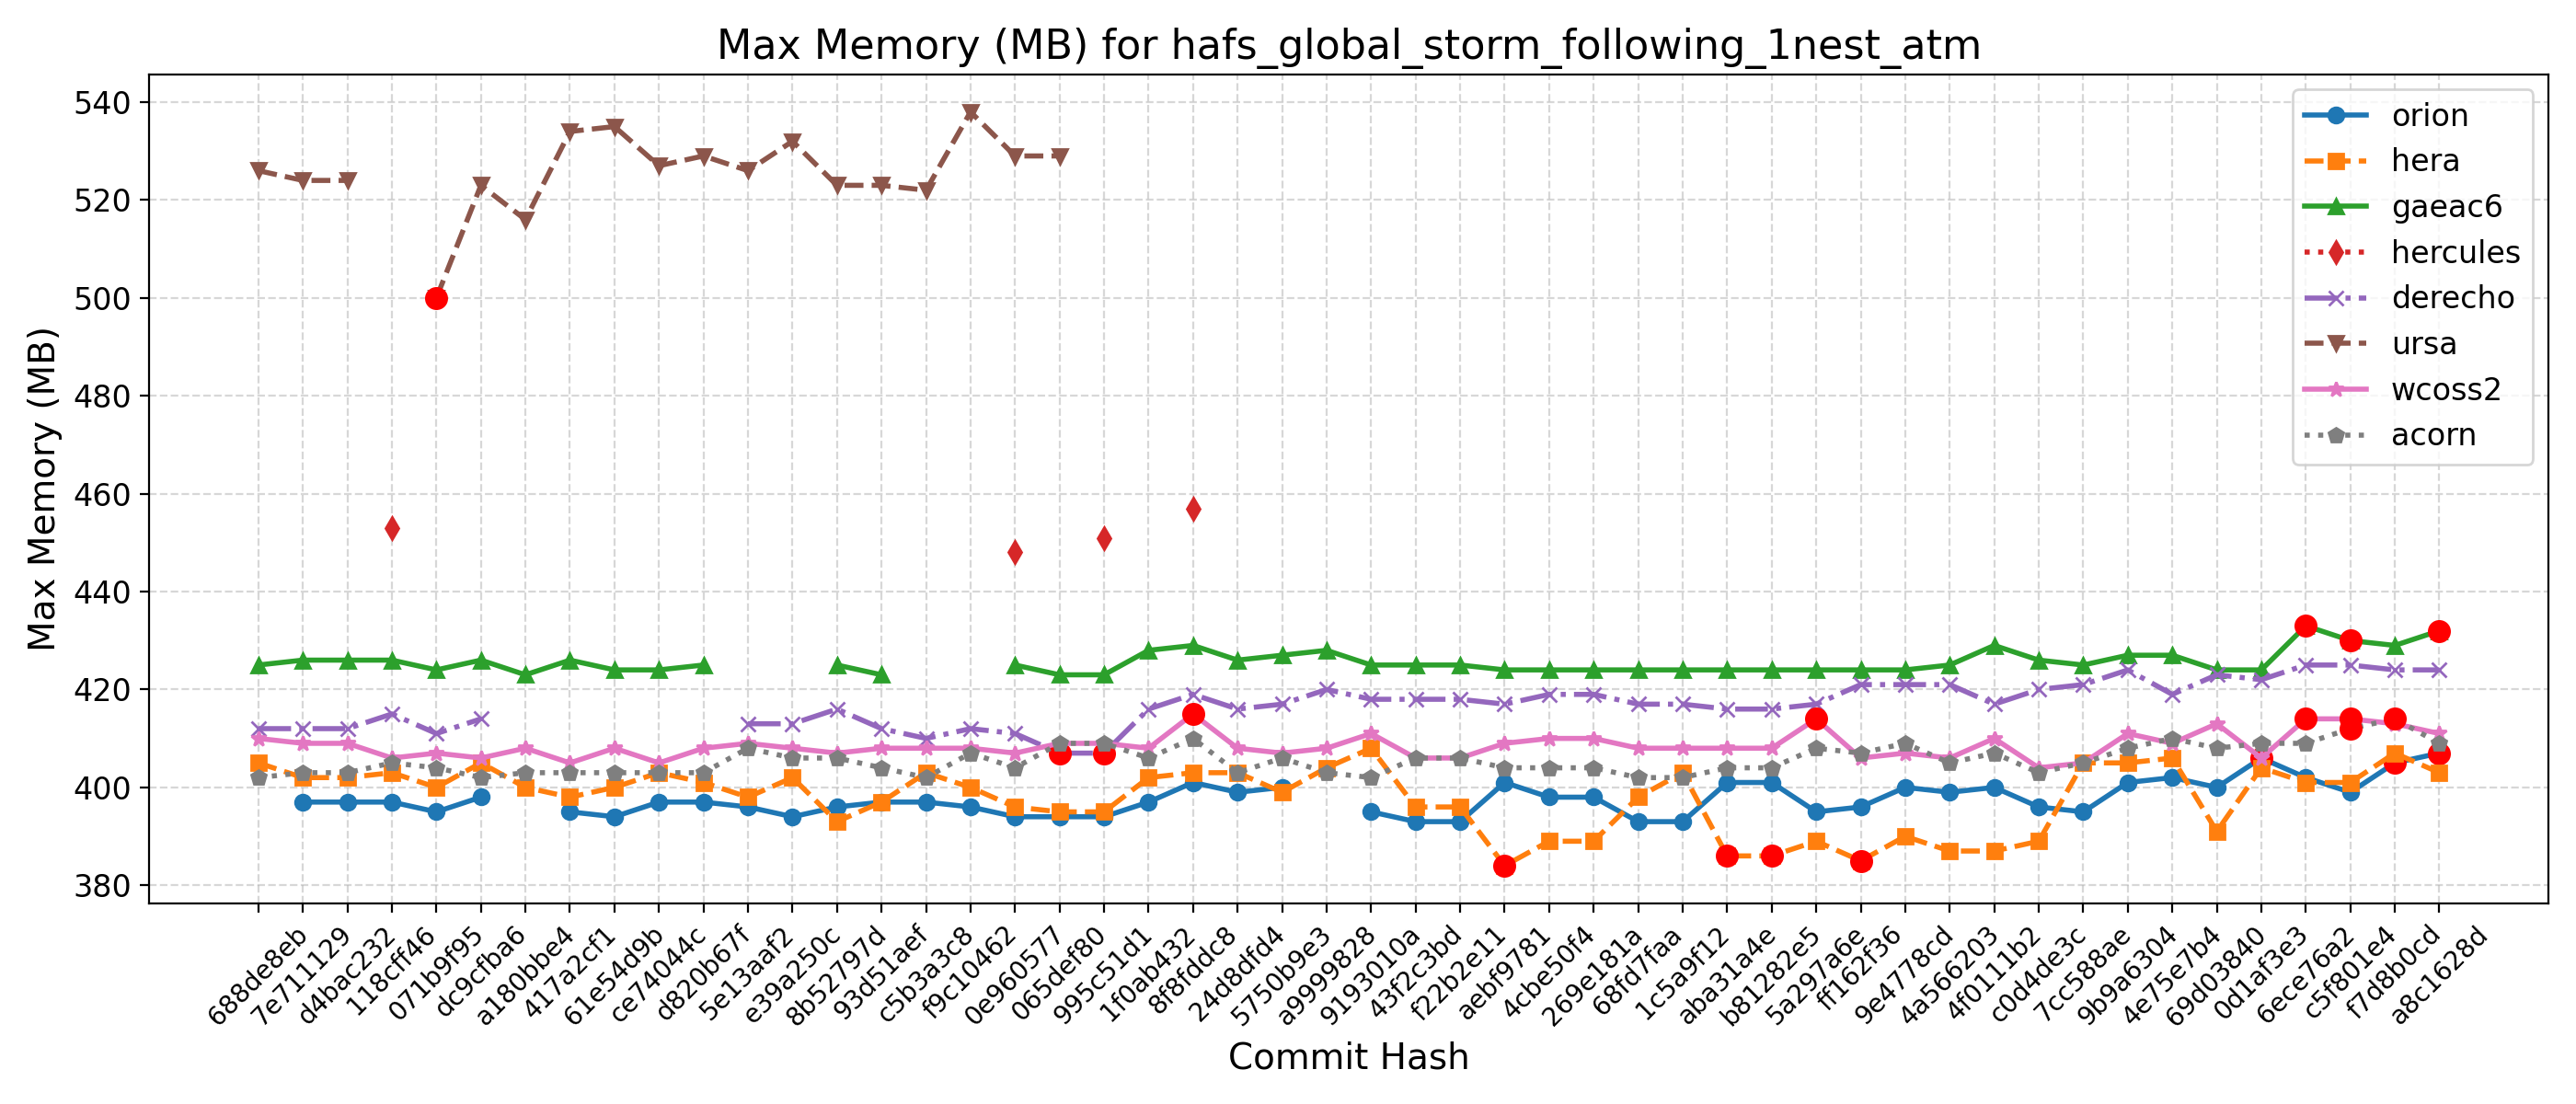 Max Memory (MB) for hafs_global_storm_following_1nest_atm
Max Memory (MB)
540
520
500
480
460
440
420
400
380
orion
hera
gaeac6
hercules
derecho
ursa
wcoss2
acorn
688de8eb
7e711129
d4bac232
118cff46
071b9f95
dc9cfba6
a180bbe4
417a2cf1
61e54d9b
ce74044c
d820b67f
5e13aaf2
e39a250c
8b52797d
93d51aef
c5b3a3c8
f9c10462
0e960577
065def80
995c51d1
1f0ab432
8f8fddc8
24d8dfd4
5750b9e3
a9999828
9193010a
43f2c3bd
f22b2e11
aebf9781
4cbe50f4
269e181a
68fd7faa
1c5a9f12
aba31a4e
b81282e5
5a297a6e
ff162f36
9e4778cd
4a566203
4f0111b2
c0d4de3c
7cc588ae
9b9a6304
4e75e7b4
69d03840
0d1af3e3
6ece76a2
c5f801e4
f7d8b0cd
a8c1628d
Commit Hash